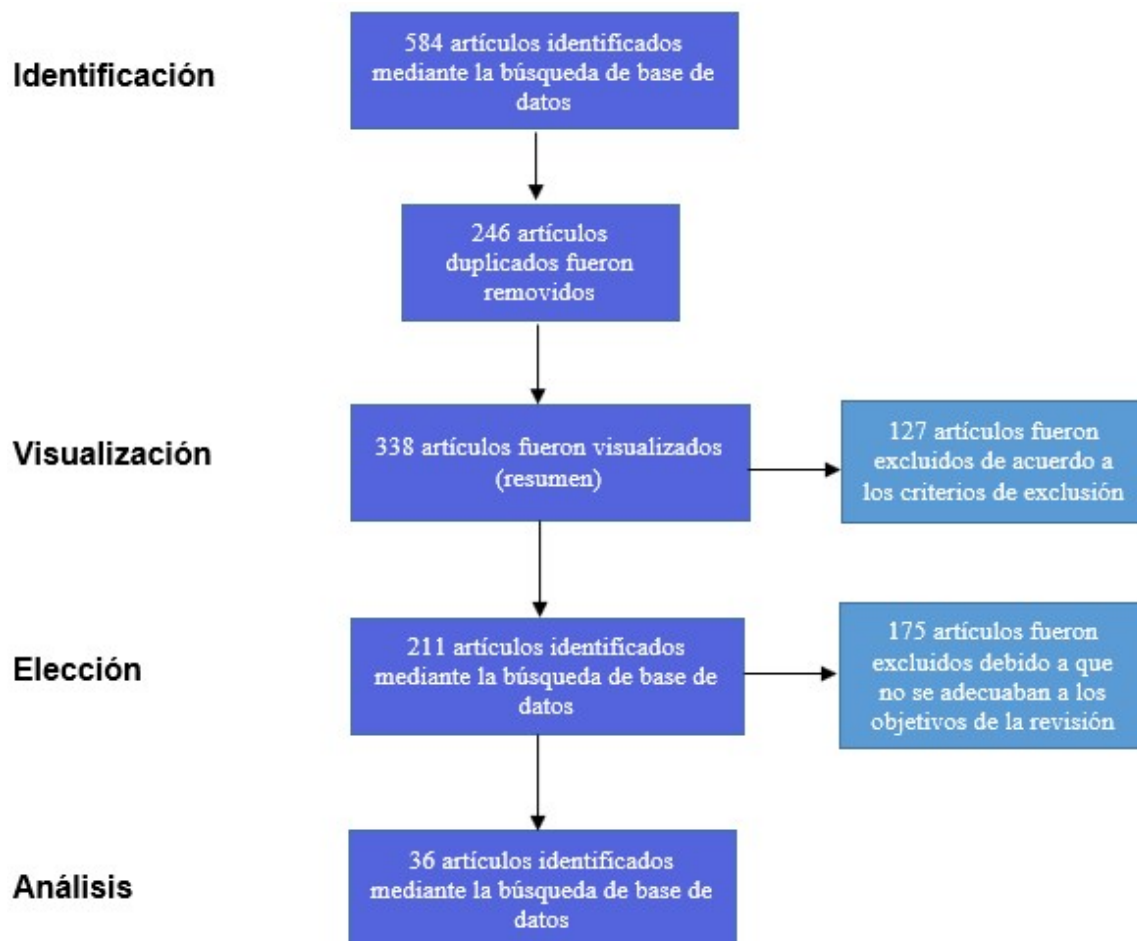 Identificación
584 artículos identificados
mediante la búsqueda de base de
datos
246 artículos
duplicados fueron
removidos
Visualización
338 artículos fueron visualizados
(resumen)
127 artículos fueron
excluidos de acuerdo a
los criterios de exclusión
Elección
211 artículos identificados
mediante la búsqueda de base de
datos
175 artículos fueron
excluidos debido a que
no se adecuaban a los
objetivos de la revisión
Análisis
36 artículos identificados
mediante la búsqueda de base de
datos